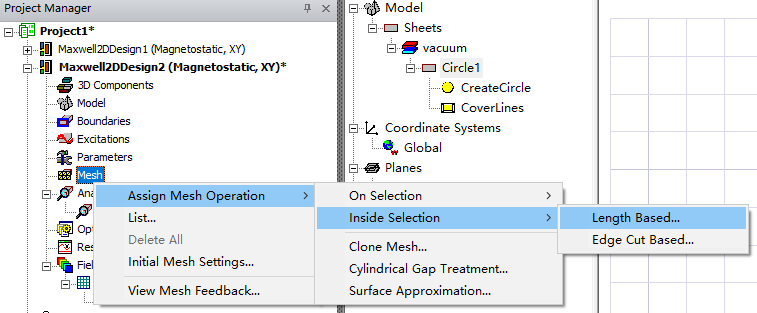 Project Manager
Project1*
Maxwell2DDesign1 (Magnetostatic, XY)
Maxwell2DDesign2 (Magnetostatic, XY)*
3D Components
Model
Boundaries
Excitations
Parameters
Mesh
Ana
Opt
Res
Fiel
Model
Sheets
vacuum
Circle1
CreateCircle
CoverLines
Coordinate Systems
Global
Planes
Assign Mesh Operation
List...
Delete All
Initial Mesh Settings...
View Mesh Feedback...
On Selection
Inside Selection
Clone Mesh...
Cylindrical Gap Treatment...
Surface Approximation...
Length Based...
Edge Cut Based...